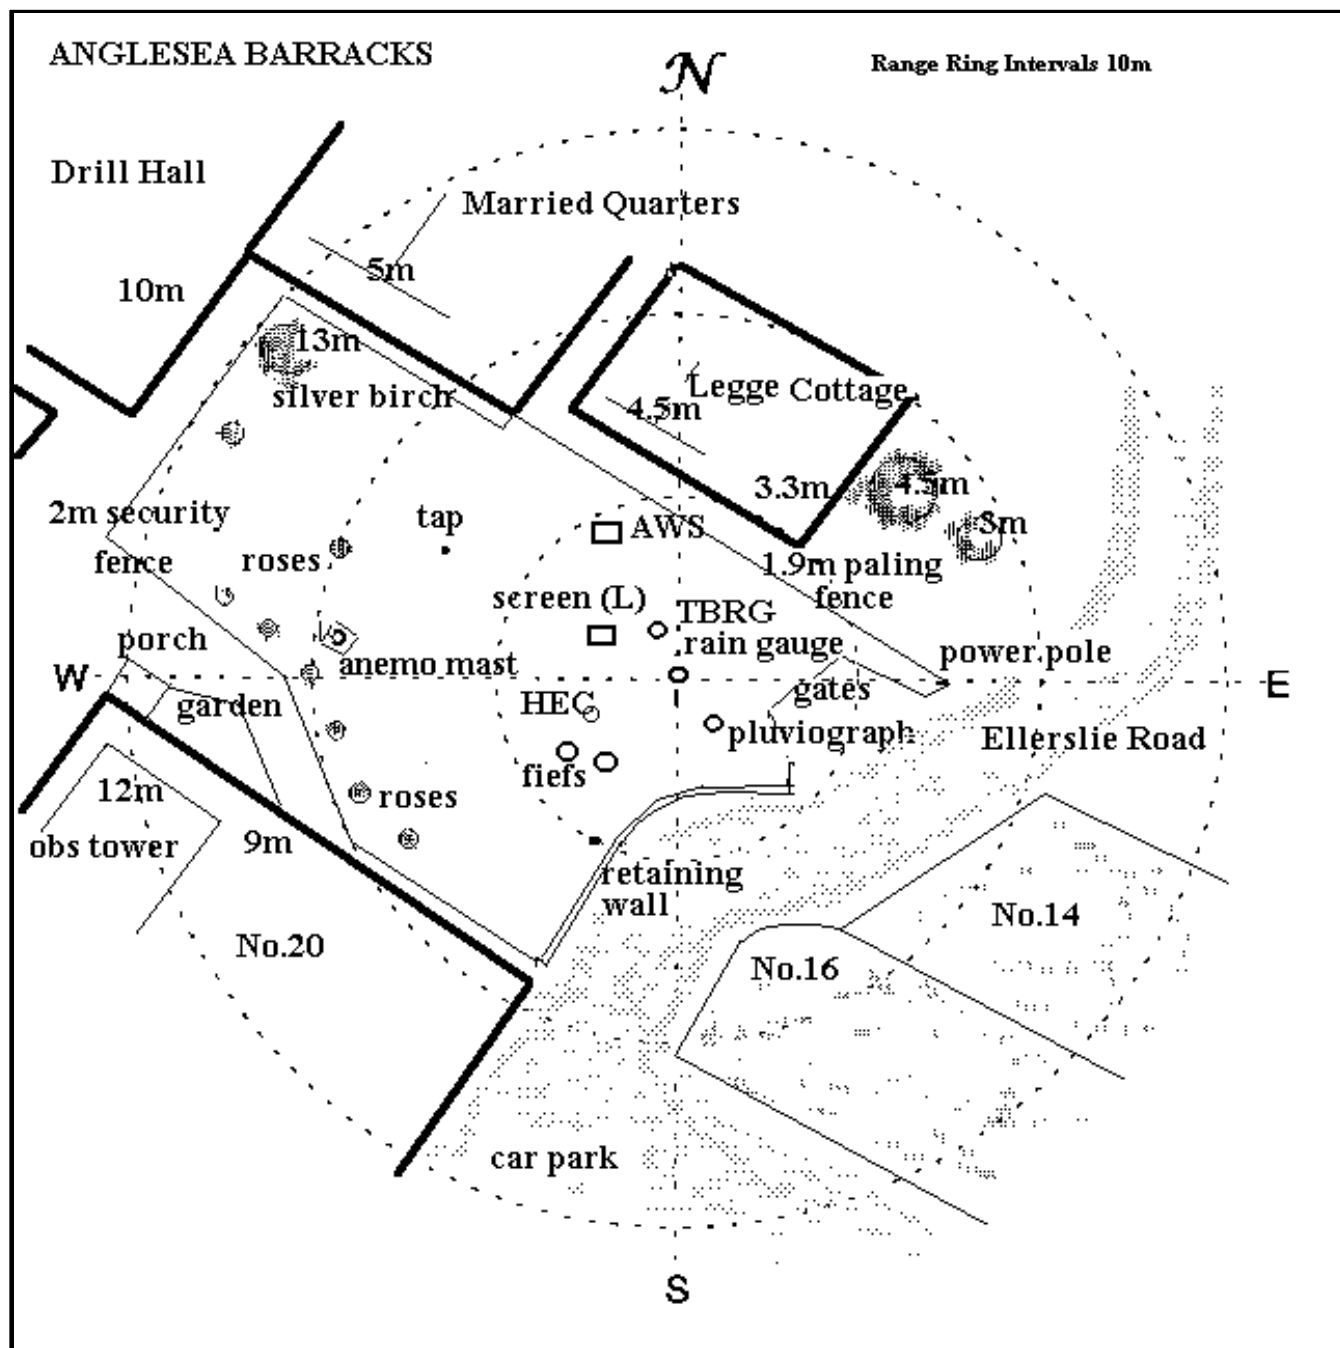 ANGLESEA BARRACKS
N
Range Ring Intervals 10m
Drill Hall
Married Quarters
5m
10m
13m
silver birch
Legge Cottage
4.5m
3.3m
4.5m
3m
2m security
fence
tap
AWS
roses
1.9m paling
fence
screen (L)
TBRG
rain gauge
porch
anemo mast
power pole
W
E
garden
HEC
gates
pluviograph
Ellerslie Road
fiefs
12m
roses
obs tower
9m
retaining
wall
No.20
No.14
No.16
car park
S